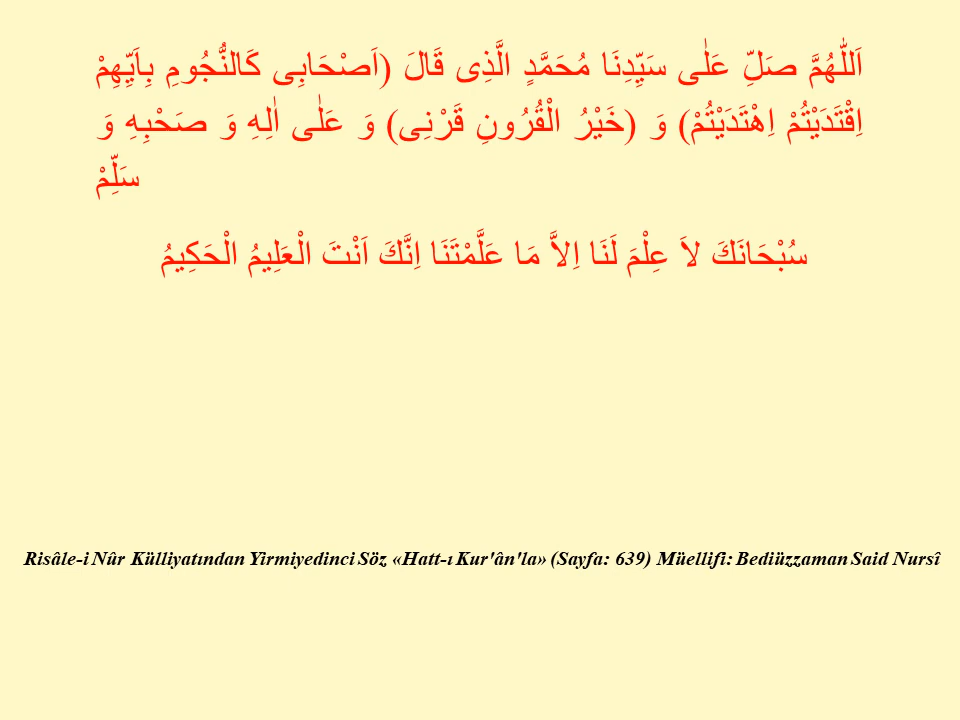 اَللّٰهُمَّ صَلِّ عَلٰى سَيِّدِنَا مُحَمَّدٍ الَّذِى قَالَ (اَصْحَابِى كَالنُّجُومِ بِاَيِّهِمْ
اِقْتَدَيْتُمْ اِهْتَدَيْتُمْ) وَ (خَيْرُ الْقُرُونِ قَرْنِى) وَ عَلٰى اٰلِهِ وَ صَحْبِهِ وَ
سَلِّمْ
سُبْحَانَكَ لاَ عِلْمَ لَنَا اِلاَّ مَا عَلَّمْتَنَا اِنَّكَ اَنْتَ الْعَلِيمُ الْحَكِيمُ
Risâle-i Nûr Külliyatından Yirmiyedinci Söz «Hatt-ı Kur'ân'la» (Sayfa: 639) Müellifi: Bediüzzaman Said Nursî